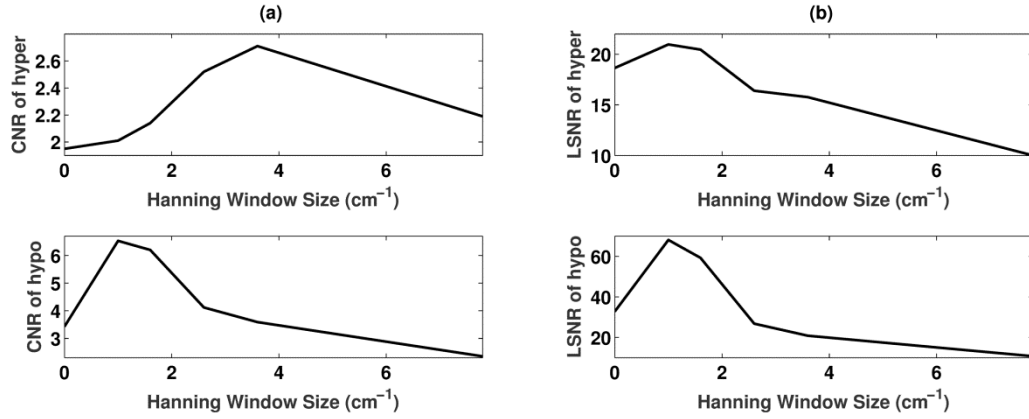 (a)
CNR of hyper
2.6
2.4
2.2
2
0 2 4 6
Hanning Window Size (cm⁻¹)
CNR of hypo
6
5
4
3
0 2 4 6
Hanning Window Size (cm⁻¹)
(b)
LSNR of hyper
20
15
10
0 2 4 6
Hanning Window Size (cm⁻¹)
LSNR of hypo
60
40
20
0 2 4 6
Hanning Window Size (cm⁻¹)